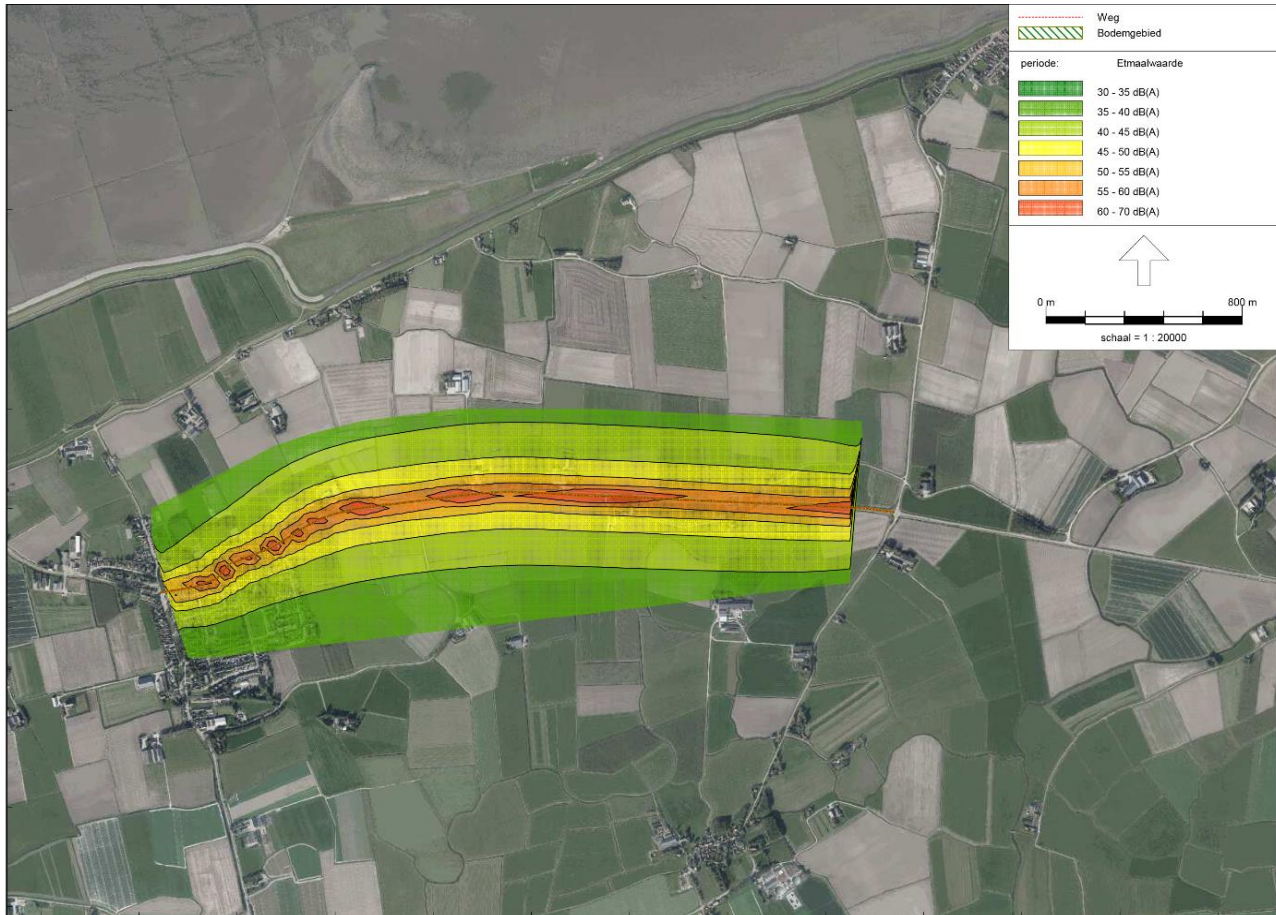 Weg
Bodemgebied
periode: Etmaalwaarde
30 - 35 dB(A)
35 - 40 dB(A)
40 - 45 dB(A)
45 - 50 dB(A)
50 - 55 dB(A)
55 - 60 dB(A)
60 - 70 dB(A)
0 m 800 m
schaal = 1 : 20000